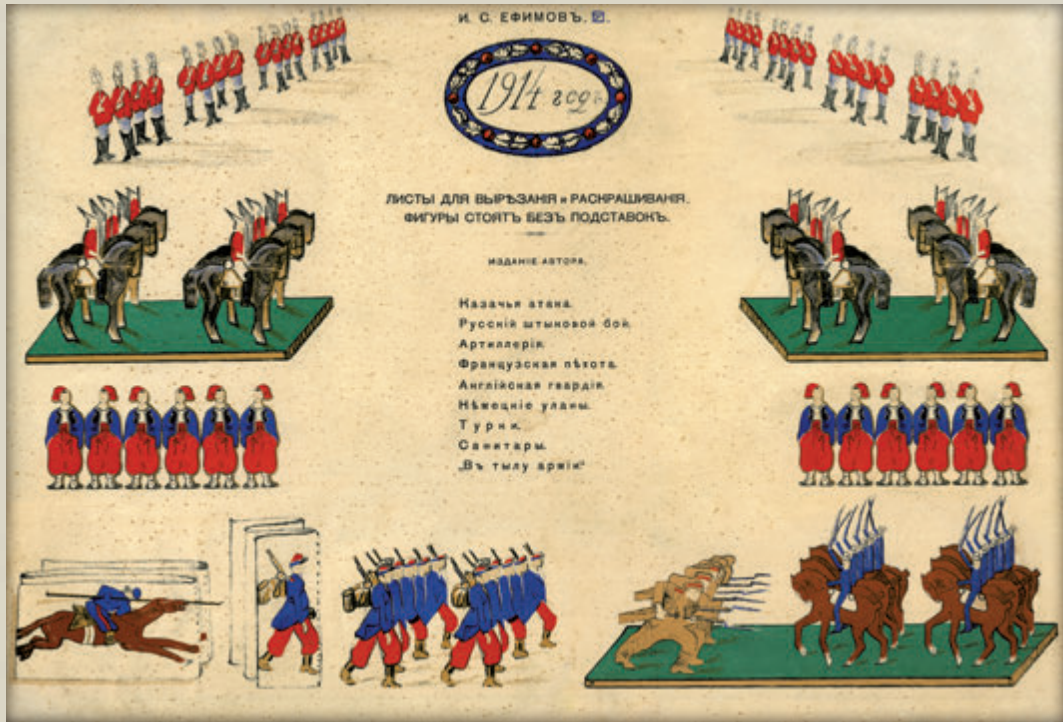 И. С. ЕФИМОВЪ.
1914 годъ
ЛИСТЫ ДЛЯ ВЫРѢЗАНІЯ и РАСКРАШИВАНІЯ.
ФИГУРЫ СТОЯТЪ БЕЗЪ ПОДСТАВОКЪ.
ИЗДАНІЕ АВТОРА.
Казачья атака.
Русскій штыковой бой.
Артиллерія.
Французская пѣхота.
Англійская гвардія.
Нѣмецкіе уланы.
Турки.
Санитары.
„Въ тылу арміи"